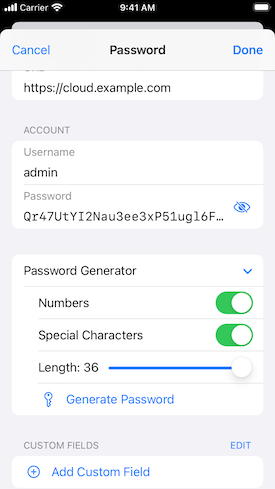 Carrier 9:41 AM
Cancel Password Done
https://cloud.example.com
ACCOUNT
Username
admin
Password
Qr47UtYI2Nau3ee3xP51ugl6F…
Password Generator
Numbers
Special Characters
Length: 36
Generate Password
CUSTOM FIELDS EDIT
Add Custom Field